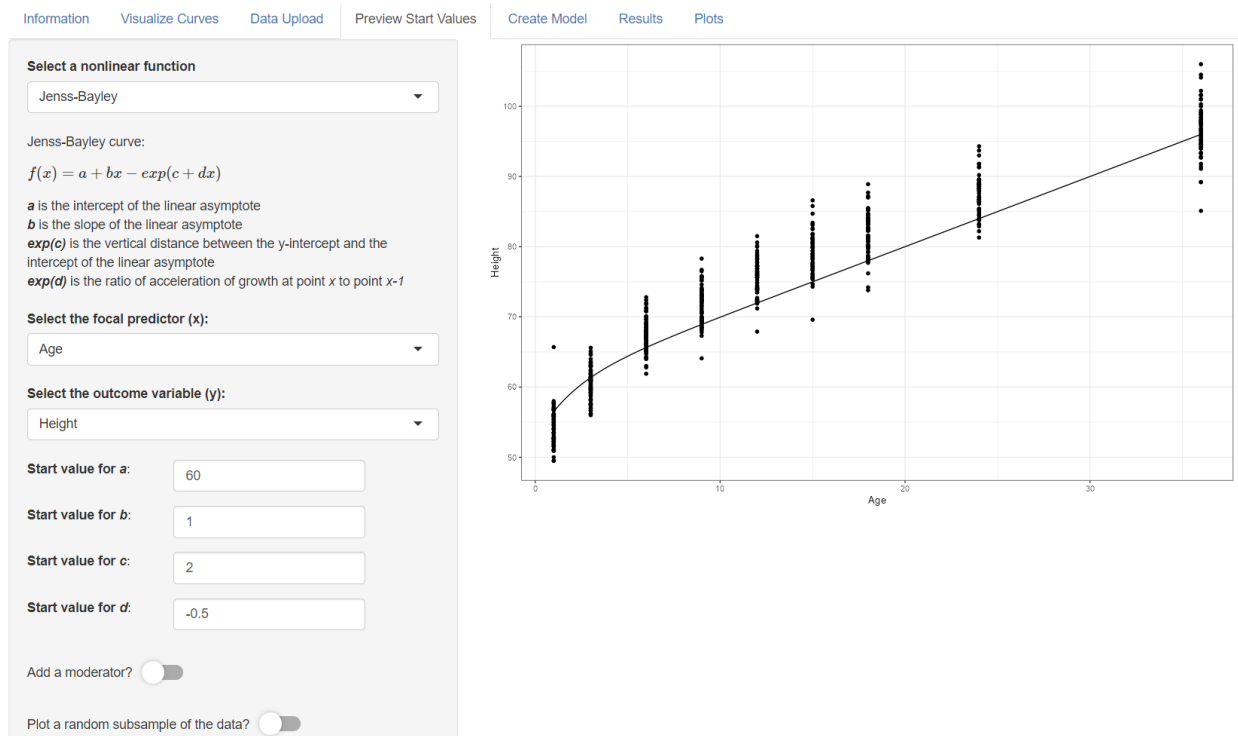 Information Visualize Curves Data Upload Preview Start Values Create Model Results Plots
Select a nonlinear function
Jenss-Bayley
Jenss-Bayley curve:
f(x) = a + bx − exp(c + dx)
a is the intercept of the linear asymptote
b is the slope of the linear asymptote
exp(c) is the vertical distance between the y-intercept and the
intercept of the linear asymptote
exp(d) is the ratio of acceleration of growth at point x to point x-1
Select the focal predictor (x):
Age
Select the outcome variable (y):
Height
Start value for a:
60
Start value for b:
1
Start value for c:
2
Start value for d:
-0.5
Add a moderator?
Plot a random subsample of the data?
100
90
80
70
60
50
Height
0 10 20 30
Age